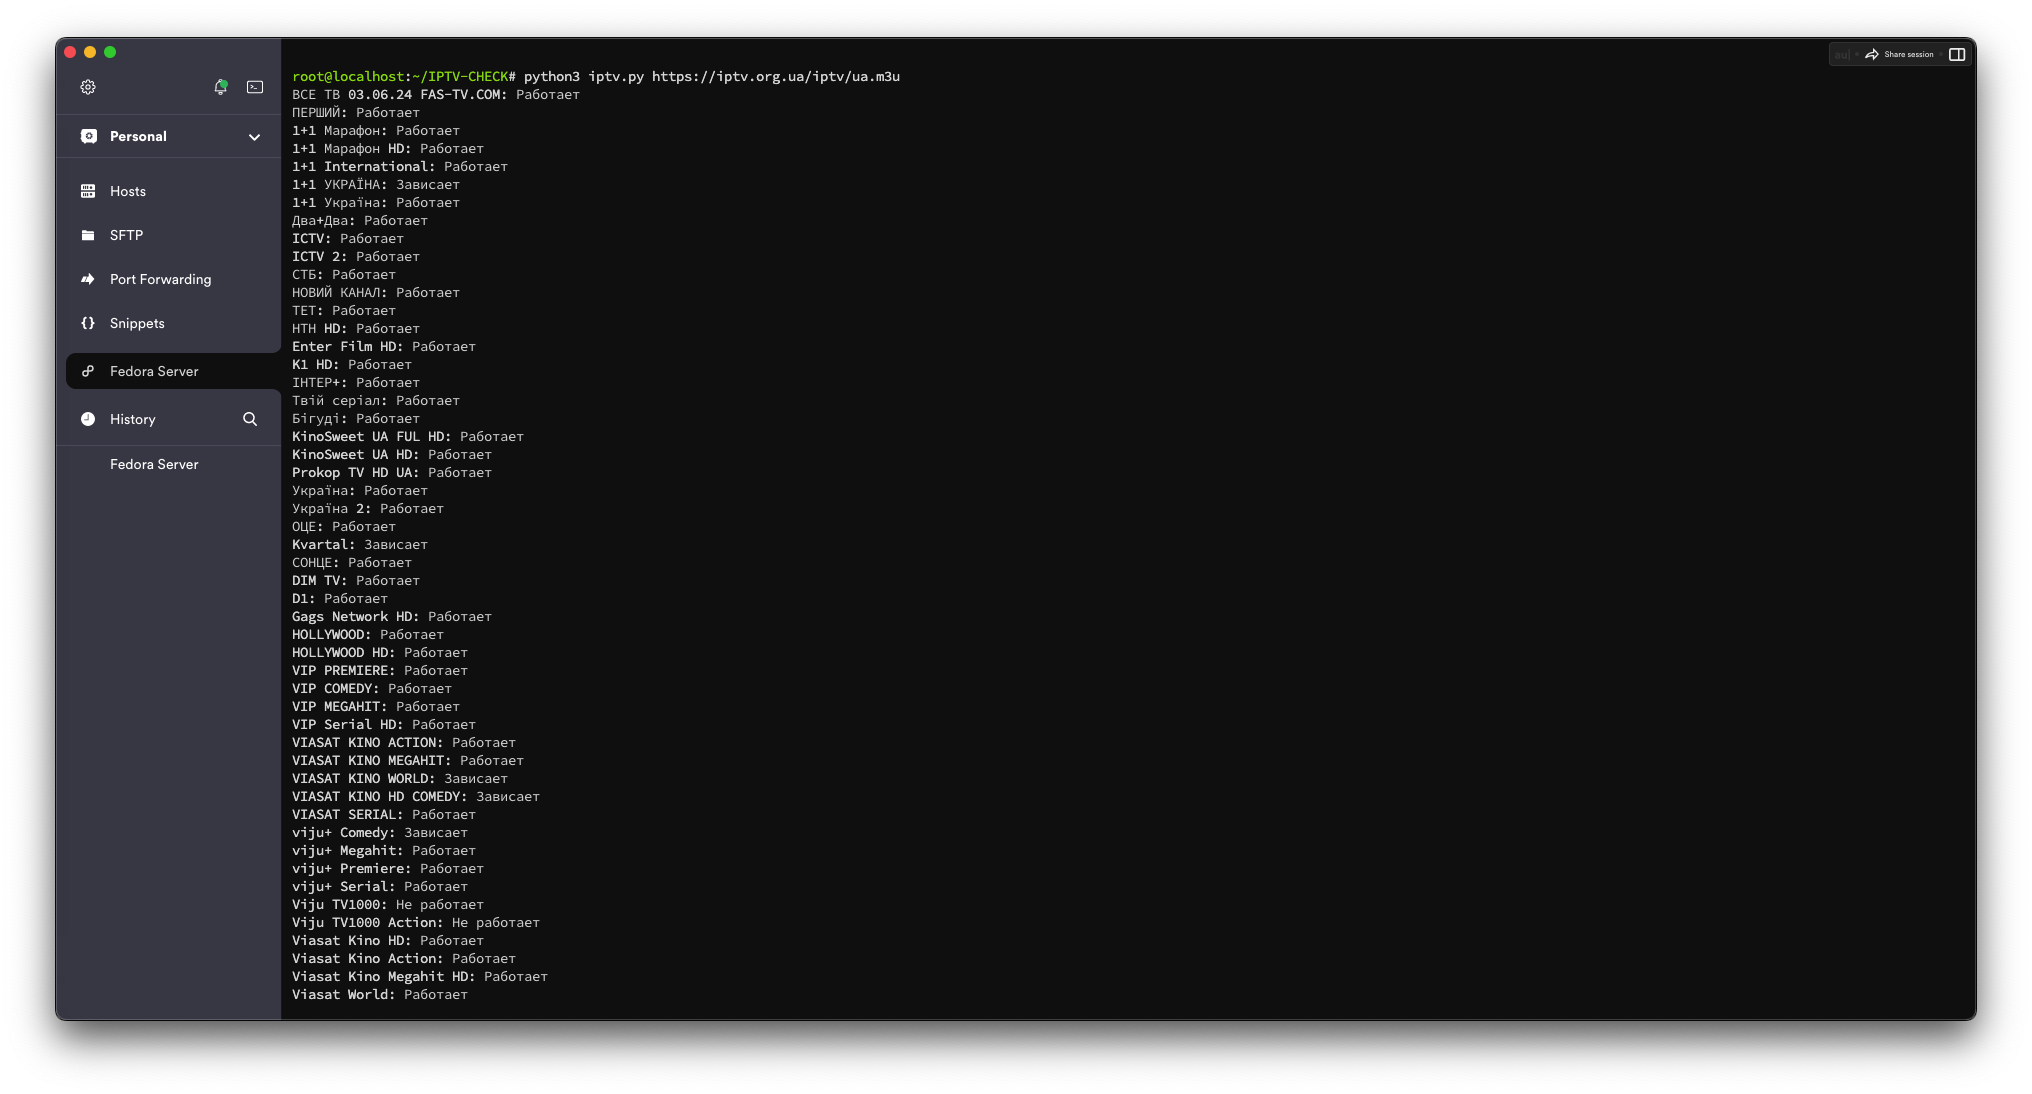 Share session
Personal
Hosts
SFTP
Port Forwarding
Snippets
Fedora Server
History
Fedora Server
root@localhost:~/IPTV-CHECK# python3 iptv.py https://iptv.org.ua/iptv/ua.m3u
ВСЕ ТВ 03.06.24 FAS-TV.COM: Работает
ПЕРШИЙ: Работает
1+1 Марафон: Работает
1+1 Марафон HD: Работает
1+1 International: Работает
1+1 УКРАЇНА: Зависает
1+1 Україна: Работает
Два+Два: Работает
ICTV: Работает
ICTV 2: Работает
СТБ: Работает
НОВИЙ КАНАЛ: Работает
ТЕТ: Работает
НТН HD: Работает
Enter Film HD: Работает
K1 HD: Работает
ІНТЕР+: Работает
Твій серіал: Работает
Бігуді: Работает
KinoSweet UA FUL HD: Работает
KinoSweet UA HD: Работает
Prokop TV HD UA: Работает
Україна: Работает
Україна 2: Работает
ОЦЕ: Работает
Kvartal: Зависает
СОНЦЕ: Работает
DIM TV: Работает
D1: Работает
Gags Network HD: Работает
HOLLYWOOD: Работает
HOLLYWOOD HD: Работает
VIP PREMIERE: Работает
VIP COMEDY: Работает
VIP MEGAHIT: Работает
VIP Serial HD: Работает
VIASAT KINO ACTION: Работает
VIASAT KINO MEGAHIT: Работает
VIASAT KINO WORLD: Зависает
VIASAT KINO HD COMEDY: Зависает
VIASAT SERIAL: Работает
viju+ Comedy: Зависает
viju+ Megahit: Работает
viju+ Premiere: Работает
viju+ Serial: Работает
Viju TV1000: Не работает
Viju TV1000 Action: Не работает
Viasat Kino HD: Работает
Viasat Kino Action: Работает
Viasat Kino Megahit HD: Работает
Viasat World: Работает